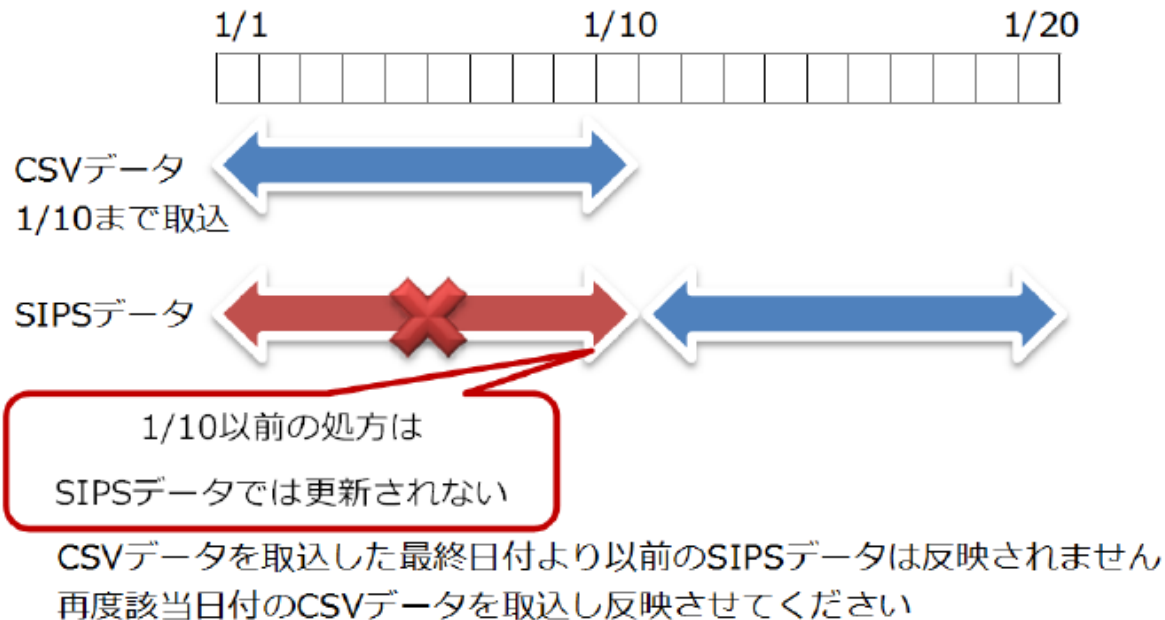 1/1 1/10 1/20
CSVデータ
1/10まで取込
SIPSデータ
1/10以前の処方は
SIPSデータでは更新されない
CSVデータを取込した最終日付より以前のSIPSデータは反映されません
再度該当日付のCSVデータを取込し反映させてください